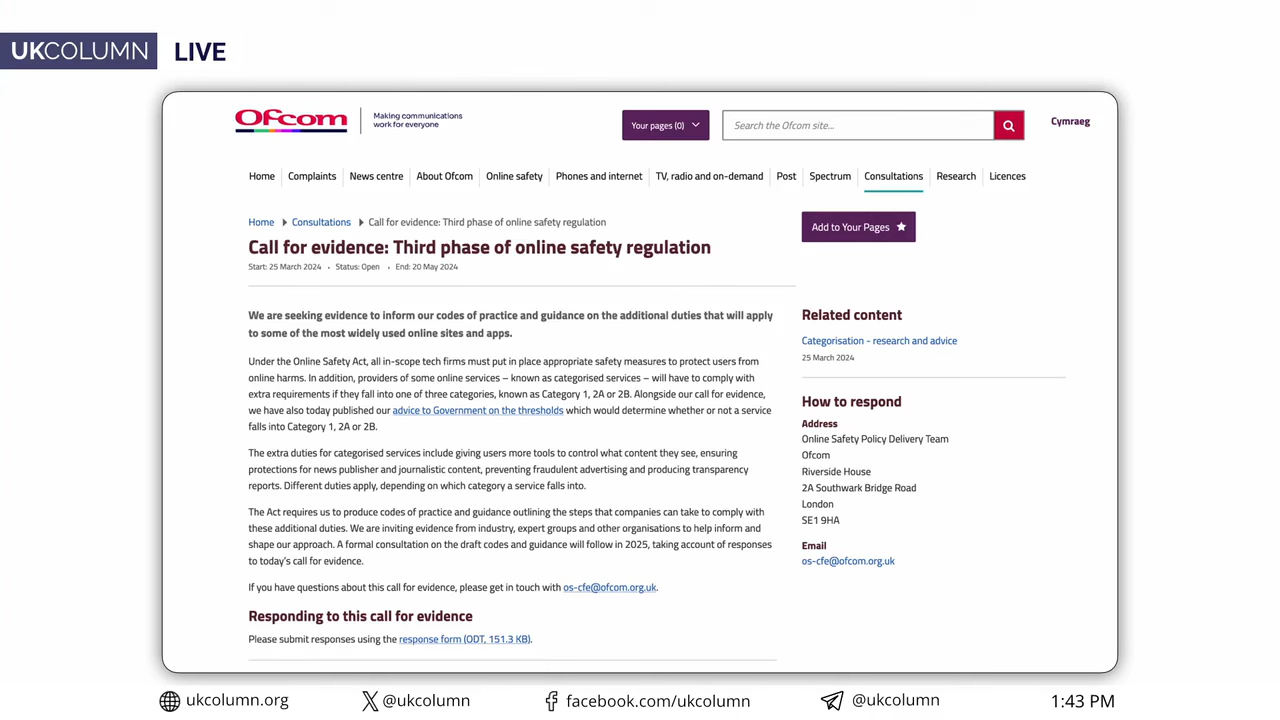 UKCOLUMN LIVE
Ofcom
Making communications
work for everyone
Your pages (0)
Search the Ofcom site...
Cymraeg
Home
Complaints
News centre
About Ofcom
Online safety
Phones and internet
TV, radio and on-demand
Post
Spectrum
Consultations
Research
Licences
Home
Consultations
Call for evidence: Third phase of online safety regulation
Call for evidence: Third phase of online safety regulation
Start: 25 March 2024 • Status: Open • End: 20 May 2024
We are seeking evidence to inform our codes of practice and guidance on the additional duties that will apply
to some of the most widely used online sites and apps.
Under the Online Safety Act, all in-scope tech firms must put in place appropriate safety measures to protect users from
online harms. In addition, providers of some online services – known as categorised services – will have to comply with
extra requirements if they fall into one of three categories, known as Category 1, 2A or 2B. Alongside our call for evidence,
we have also today published our advice to Government on the thresholds which would determine whether or not a service
falls into Category 1, 2A or 2B.
The extra duties for categorised services include giving users more tools to control what content they see, ensuring
protections for news publisher and journalistic content, preventing fraudulent advertising and producing transparency
reports. Different duties apply, depending on which category a service falls into.
The Act requires us to produce codes of practice and guidance outlining the steps that companies can take to comply with
these additional duties. We are inviting evidence from industry, expert groups and other organisations to help inform and
shape our approach. A formal consultation on the draft codes and guidance will follow in 2025, taking account of responses
to today's call for evidence.
If you have questions about this call for evidence, please get in touch with os-cfe@ofcom.org.uk.
Responding to this call for evidence
Please submit responses using the response form (ODT, 151.3 KB).
Add to Your Pages
Related content
Categorisation - research and advice
25 March 2024
How to respond
Address
Online Safety Policy Delivery Team
Ofcom
Riverside House
2A Southwark Bridge Road
London
SE1 9HA
Email
os-cfe@ofcom.org.uk
ukcolumn.org
@ukcolumn
facebook.com/ukcolumn
@ukcolumn
1:43 PM